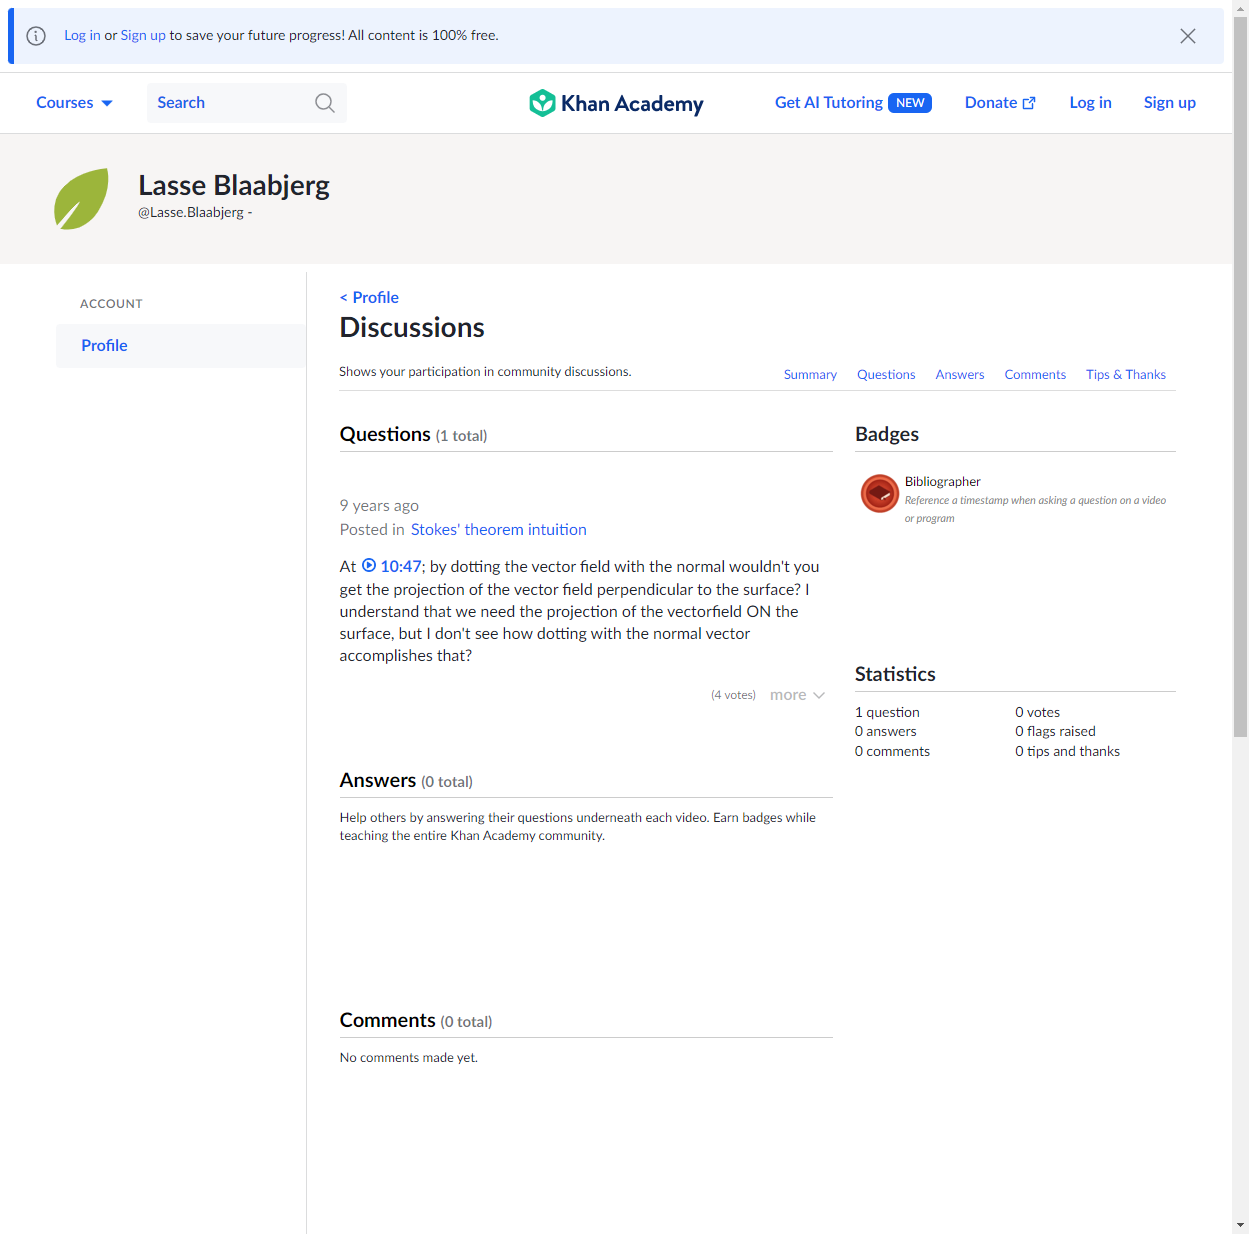 Log in or Sign up to save your future progress! All content is 100% free.
Courses
Search
Khan Academy
Get AI Tutoring NEW
Donate
Log in
Sign up
Lasse Blaabjerg
@Lasse.Blaabjerg -
ACCOUNT
Profile
< Profile
Discussions
Shows your participation in community discussions.
Summary
Questions
Answers
Comments
Tips & Thanks
Questions (1 total)
9 years ago
Posted in Stokes' theorem intuition
At 10:47; by dotting the vector field with the normal wouldn't you
get the projection of the vector field perpendicular to the surface? I
understand that we need the projection of the vectorfield ON the
surface, but I don't see how dotting with the normal vector
accomplishes that?
(4 votes)
more
Answers (0 total)
Help others by answering their questions underneath each video. Earn badges while
teaching the entire Khan Academy community.
Comments (0 total)
No comments made yet.
Badges
Bibliographer
Reference a timestamp when asking a question on a video
or program
Statistics
1 question
0 votes
0 answers
0 flags raised
0 comments
0 tips and thanks